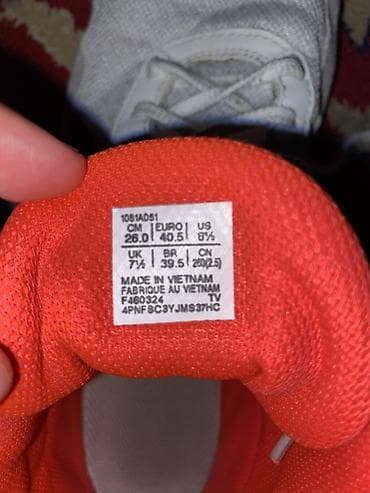 1081A051
CM | EURO | US
26.0 | 40.5 | 8½
UK | BR | CN
7½ | 39.5 | 260(2.5)
MADE IN VIETNAM
FABRIQUE AU VIETNAM
F460324 TV
4PNFSC3YJMS37HC